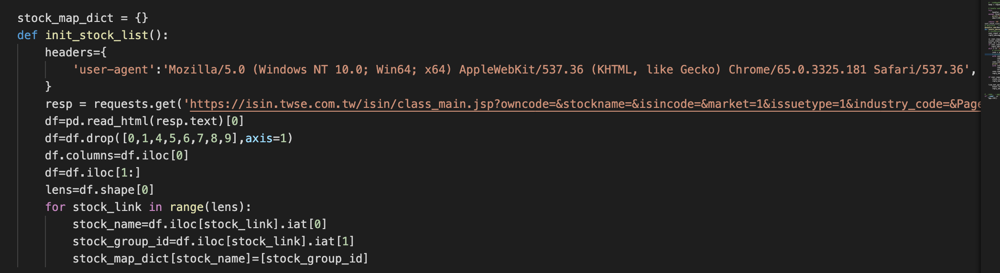 stock_map_dict = {}
def init_stock_list():
    headers={
        'user-agent':'Mozilla/5.0 (Windows NT 10.0; Win64; x64) AppleWebKit/537.36 (KHTML, like Gecko) Chrome/65.0.3325.181 Safari/537.36',
    }
    resp = requests.get('https://isin.twse.com.tw/isin/class_main.jsp?owncode=&stockname=&isincode=&market=1&issuetype=1&industry_code=&Page
    df=pd.read_html(resp.text)[0]
    df=df.drop([0,1,4,5,6,7,8,9],axis=1)
    df.columns=df.iloc[0]
    df=df.iloc[1:]
    lens=df.shape[0]
    for stock_link in range(lens):
        stock_name=df.iloc[stock_link].iat[0]
        stock_group_id=df.iloc[stock_link].iat[1]
        stock_map_dict[stock_name]=[stock_group_id]